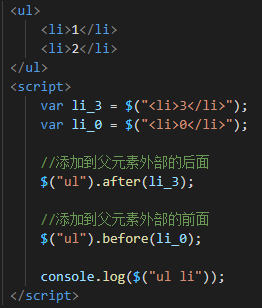 <ul>
    <li>1</li>
    <li>2</li>
</ul>
<script>
    var li_3 = $("<li>3</li>");
    var li_0 = $("<li>0</li>");

    //添加到父元素外部的后面
    $("ul").after(li_3);

    //添加到父元素外部的前面
    $("ul").before(li_0);

    console.log($("ul li"));
</script>